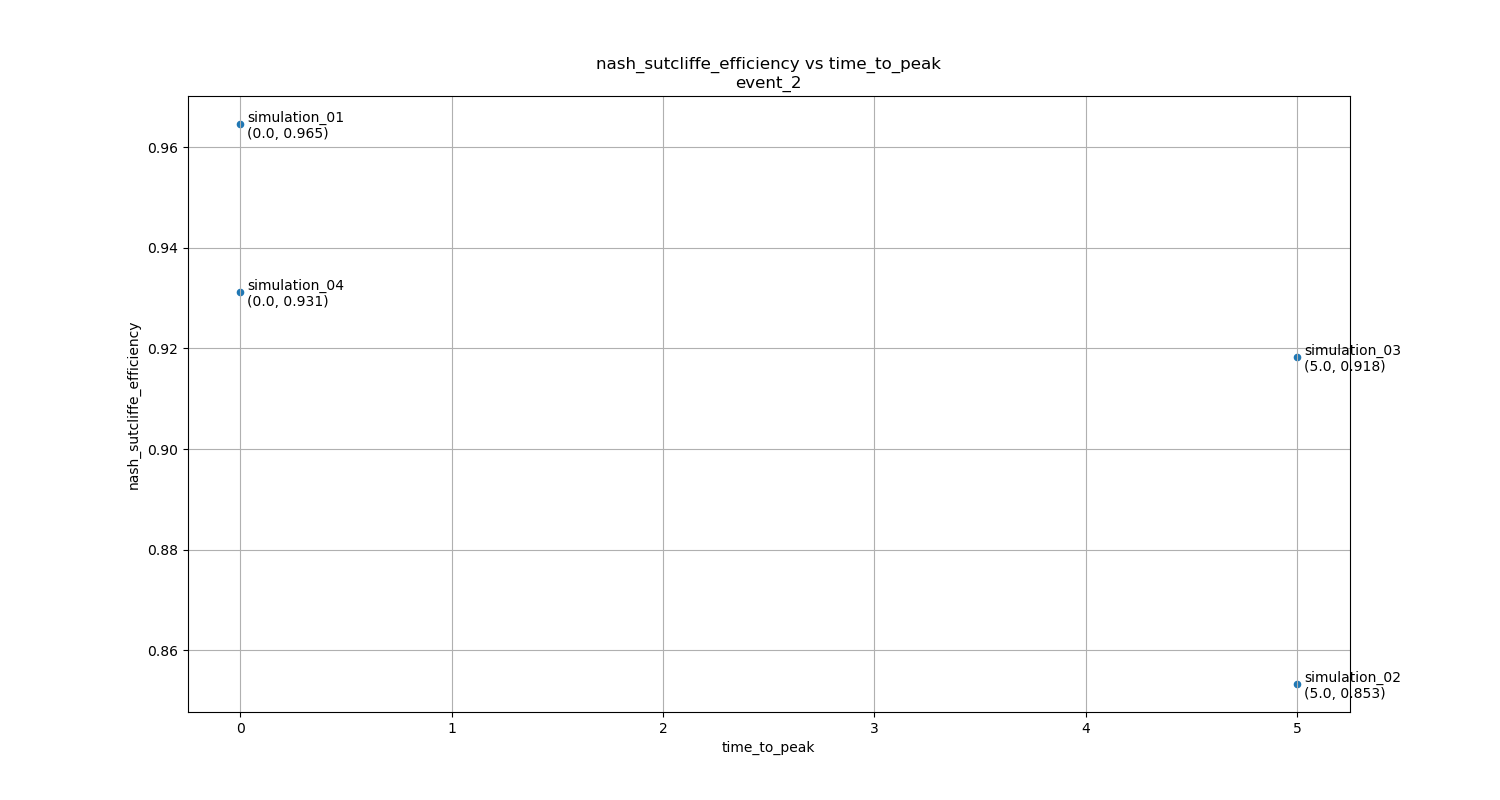 nash_sutcliffe_efficiency vs time_to_peak
event_2
simulation_01
(0.0, 0.965)
simulation_04
(0.0, 0.931)
simulation_03
(5.0, 0.918)
simulation_02
(5.0, 0.853)
nash_sutcliffe_efficiency
0.96
0.94
0.92
0.90
0.88
0.86
0
1
2
3
4
5
time_to_peak